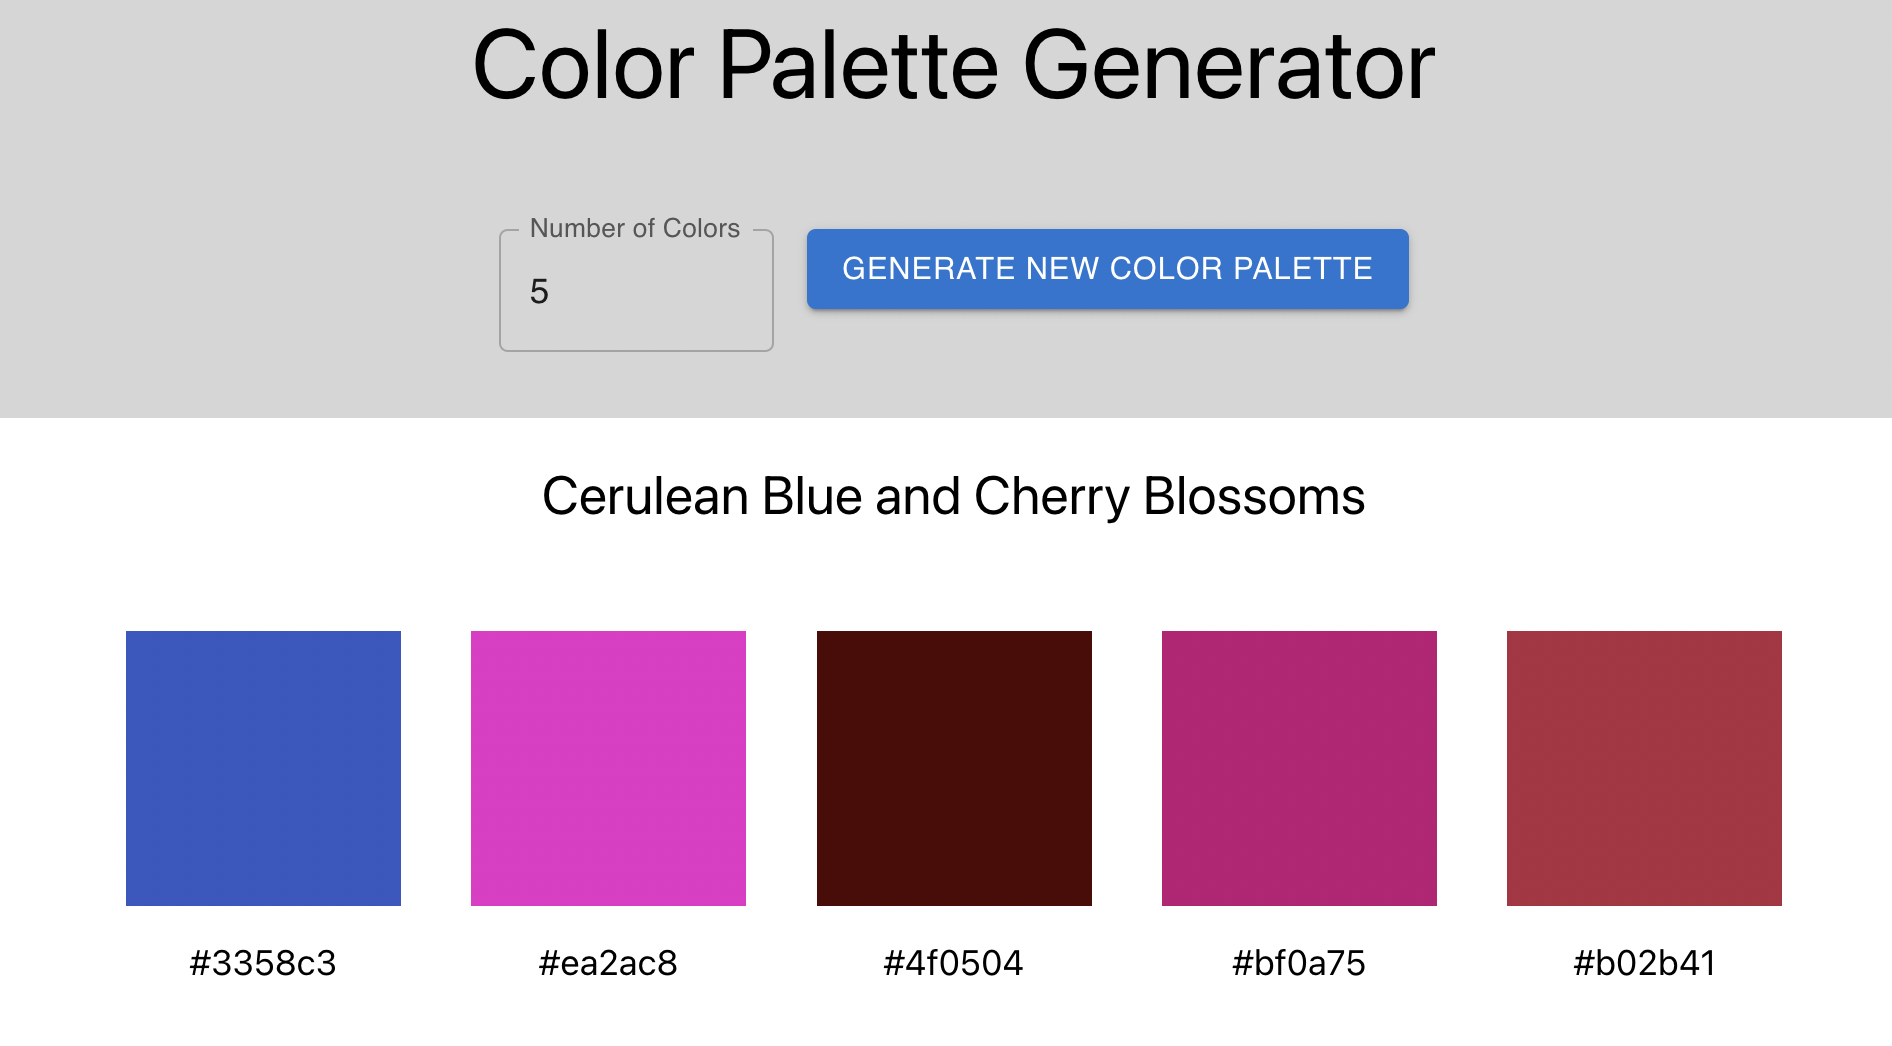 Color Palette Generator
Number of Colors
5
GENERATE NEW COLOR PALETTE
Cerulean Blue and Cherry Blossoms
#3358c3
#ea2ac8
#4f0504
#bf0a75
#b02b41